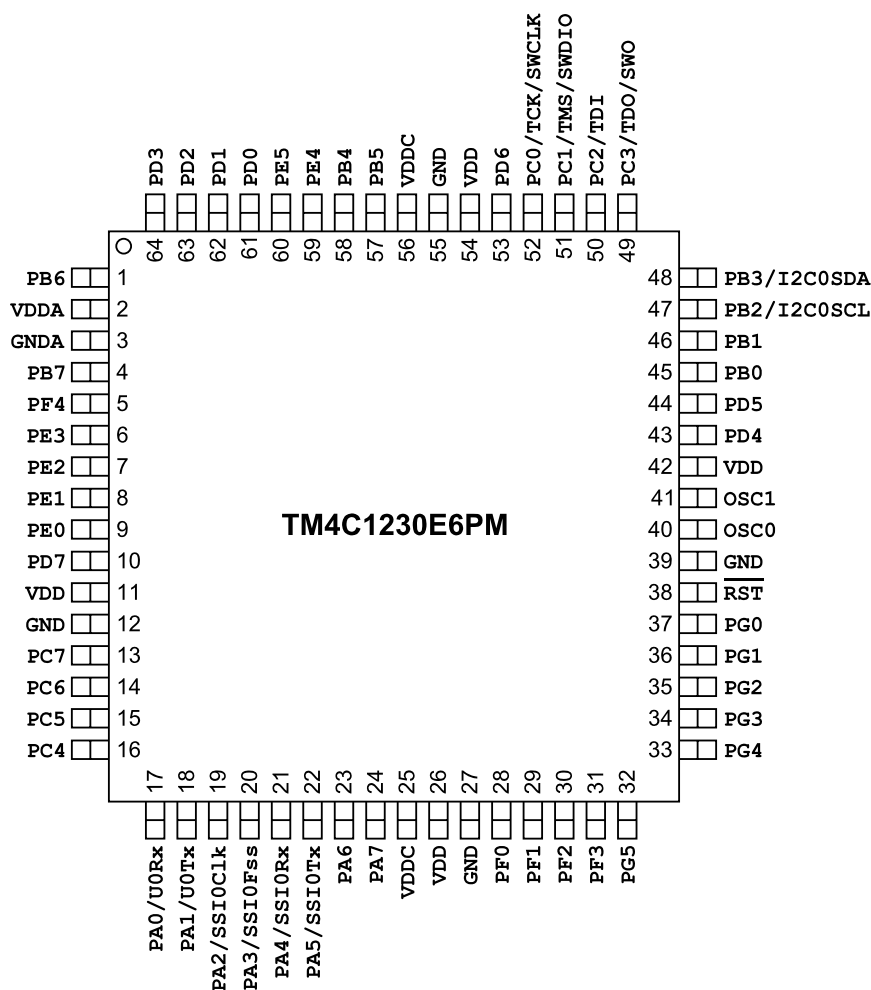 PD3
PD2
PD1
PD0
PE5
PE4
PB4
PB5
VDDC
GND
VDD
PD6
PC0/TCK/SWCLK
PC1/TMS/SWDIO
PC2/TDI
PC3/TDO/SWO
64
63
62
61
60
59
58
57
56
55
54
53
52
51
50
49
PB6 1
VDDA 2
GNDA 3
PB7 4
PF4 5
PE3 6
PE2 7
PE1 8
PE0 9
PD7 10
VDD 11
GND 12
PC7 13
PC6 14
PC5 15
PC4 16
TM4C1230E6PM
48 PB3/I2C0SDA
47 PB2/I2C0SCL
46 PB1
45 PB0
44 PD5
43 PD4
42 VDD
41 OSC1
40 OSC0
39 GND
38 RST
37 PG0
36 PG1
35 PG2
34 PG3
33 PG4
17
18
19
20
21
22
23
24
25
26
27
28
29
30
31
32
PA0/U0Rx
PA1/U0Tx
PA2/SSI0Clk
PA3/SSI0Fss
PA4/SSI0Rx
PA5/SSI0Tx
PA6
PA7
VDDC
VDD
GND
PF0
PF1
PF2
PF3
PG5